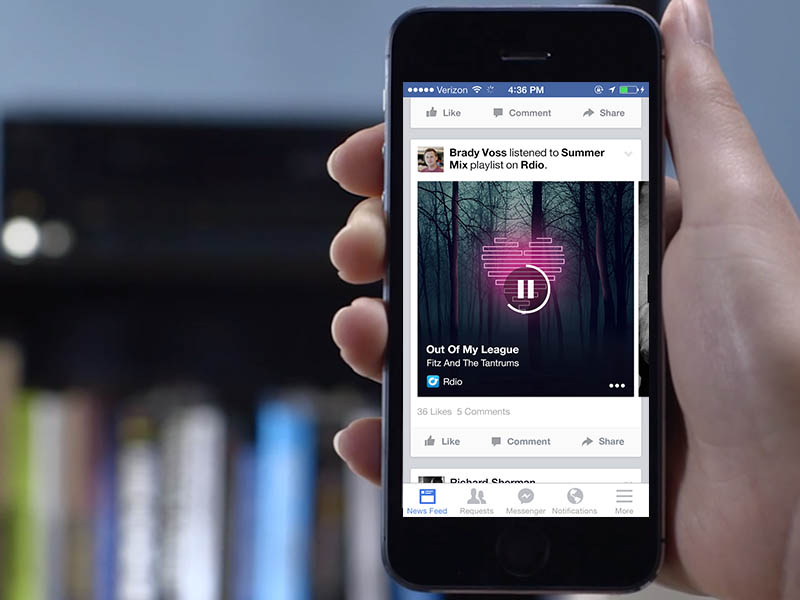 Verizon 4:36 PM
Like Comment Share
Brady Voss listened to Summer
Mix playlist on Rdio.
Out Of My League
Fitz And The Tantrums
Rdio
36 Likes 5 Comments
Like Comment Share
Richard Sherman
News Feed Requests Messenger Notifications More